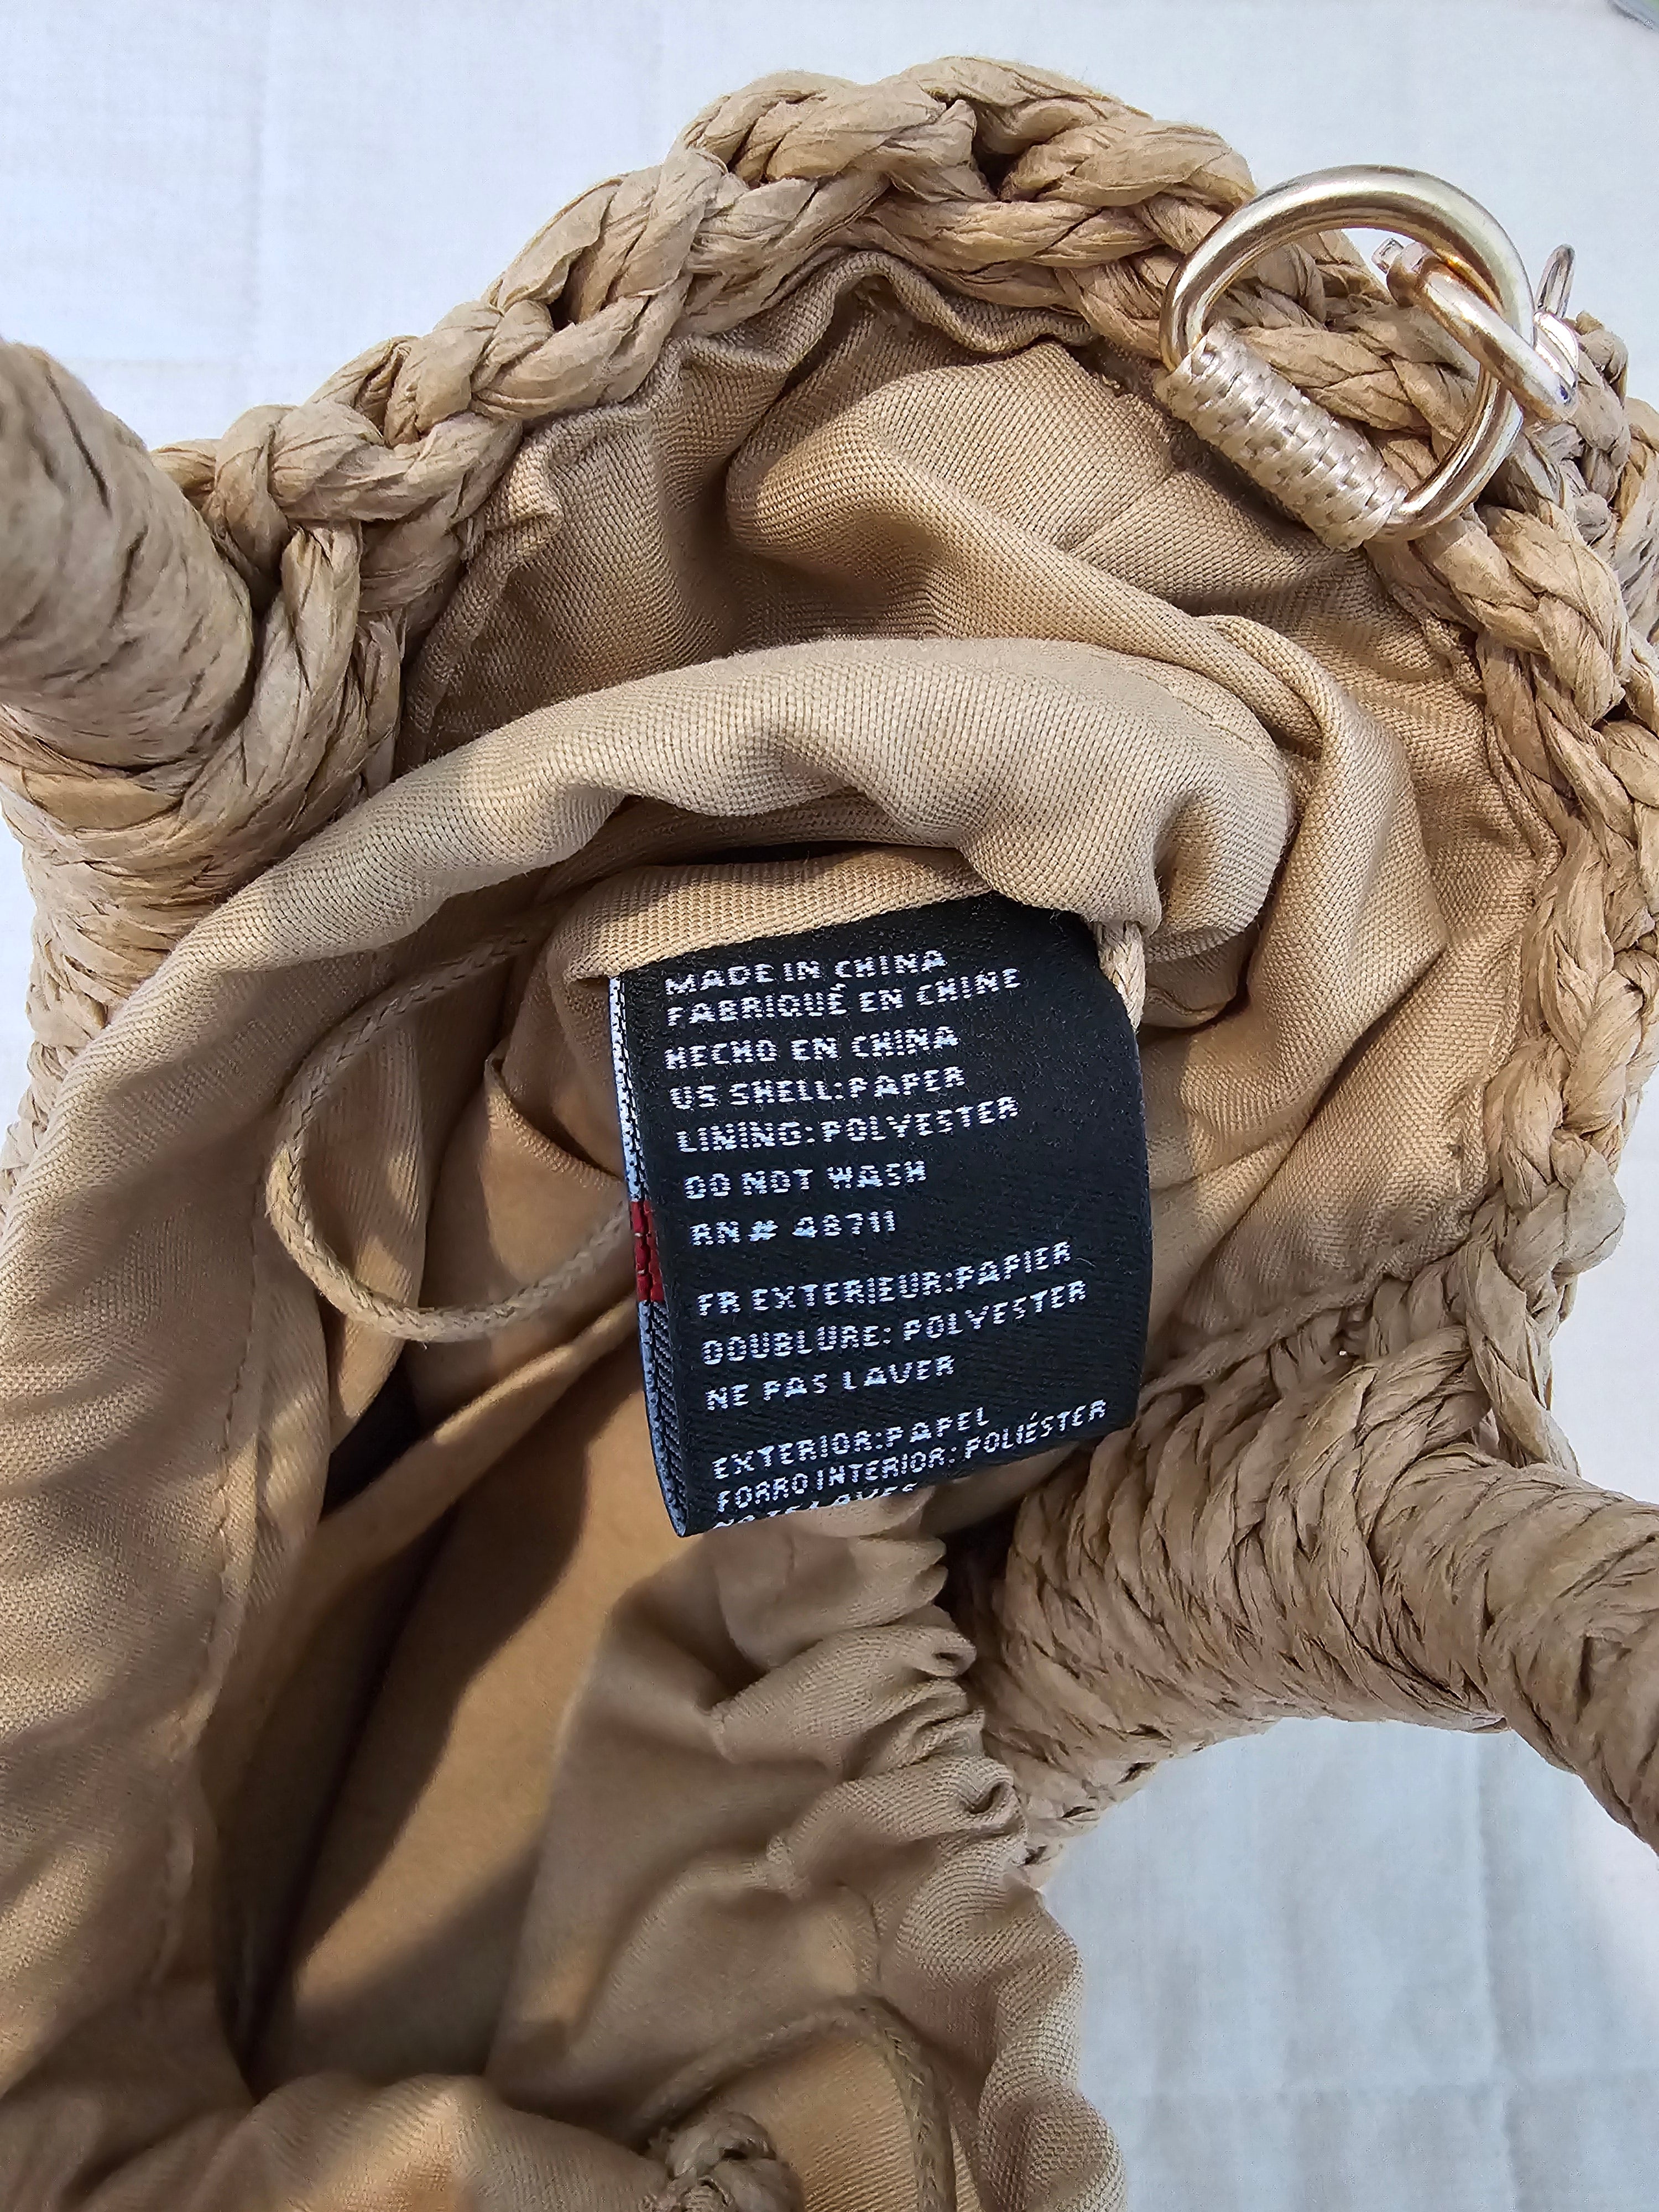 MADE IN CHINA
FABRIQUÉ EN CHINE
HECHO EN CHINA
US SHELL:PAPER
LINING:POLYESTER
DO NOT WASH
RN# 48711
FR EXTERIEUR:PAPIER
DOUBLURE: POLYESTER
NE PAS LAVER
EXTERIOR:PAPEL
FORRO INTERIOR: POLIÉSTER